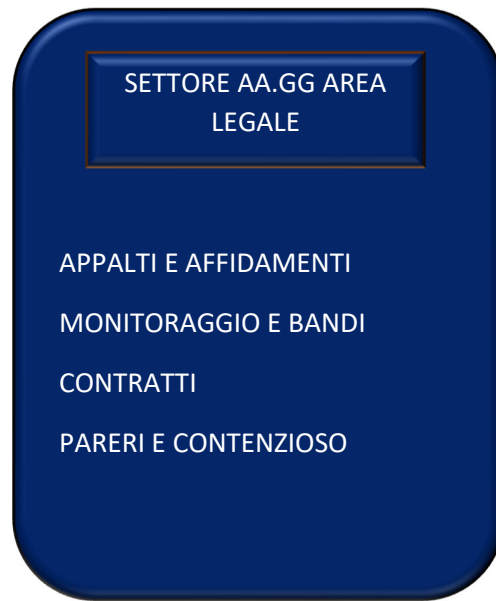 SETTORE AA.GG AREA
LEGALE
APPALTI E AFFIDAMENTI
MONITORAGGIO E BANDI
CONTRATTI
PARERI E CONTENZIOSO